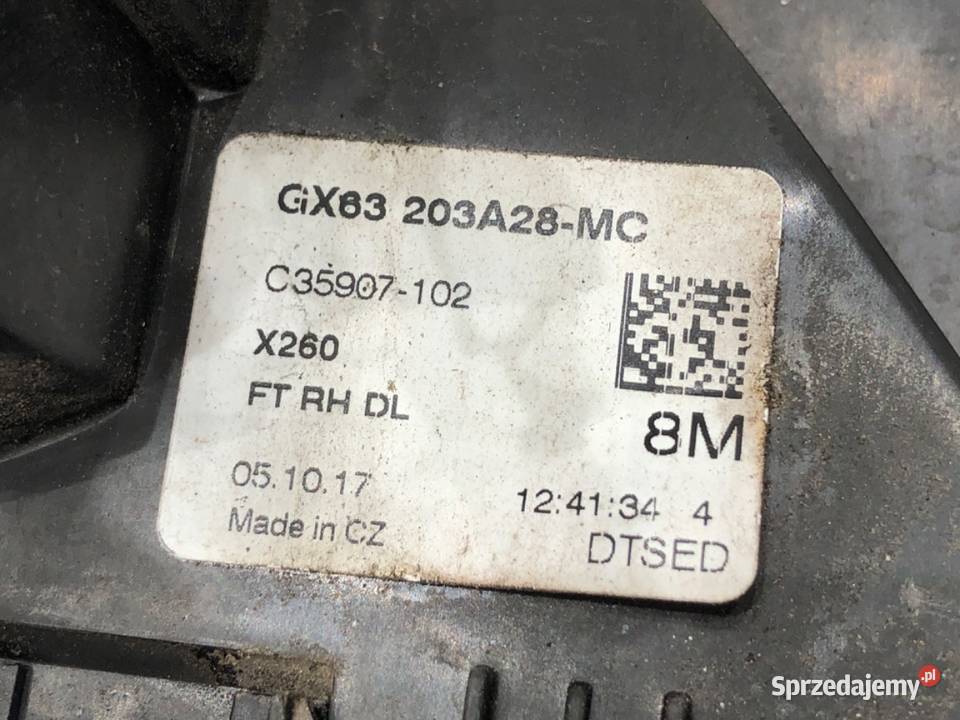 GX63 203A28-MC
C35907-102
X260
FT RH DL
8M
05.10.17
12:41:34 4
Made in CZ
DTSED
Sprzedajemy.pl